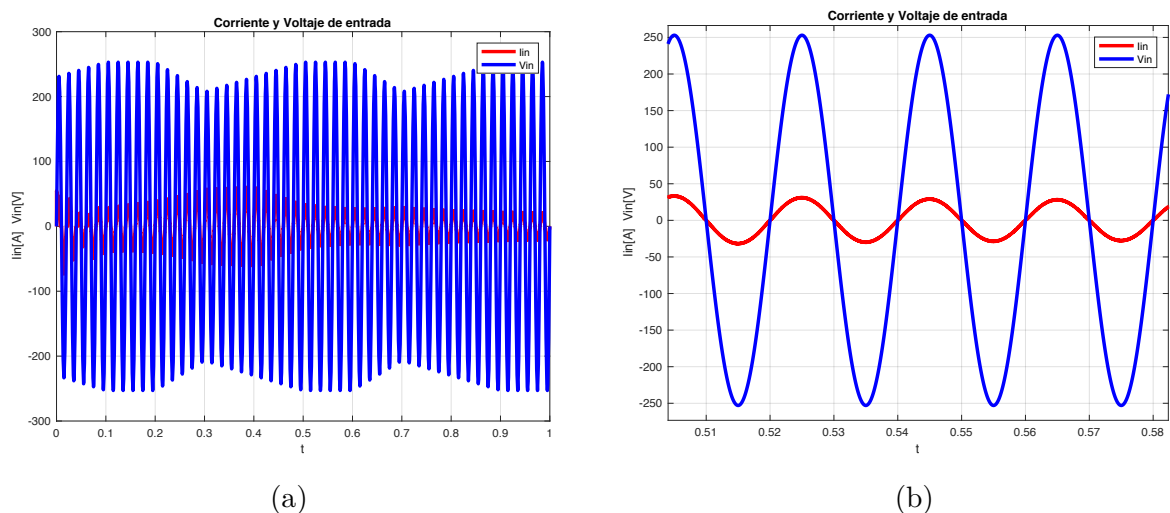 Corriente y Voltaje de entrada
300
200
100
0
-100
-200
-300
Iin[A] Vin[V]
Iin
Vin
0 0.1 0.2 0.3 0.4 0.5 0.6 0.7 0.8 0.9 1
t
(a)
Corriente y Voltaje de entrada
250
200
150
100
50
0
-50
-100
-150
-200
-250
Iin[A] Vin[V]
Iin
Vin
0.51 0.52 0.53 0.54 0.55 0.56 0.57 0.58
t
(b)